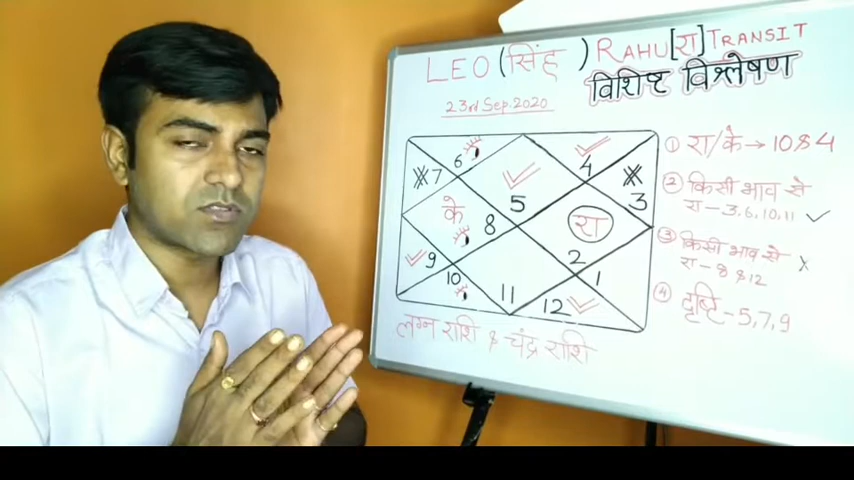 LEO (सिंह) RAHU[रा]TRANSIT
23rd Sep.2020
विशिष्ट विश्लेषण
6
7
4
3
5
के
8
रा
2
9
10
11
12
1
लग्न राशि & चंद्र राशि
① रा/के → 10 & 4
② किसी भाव से
रा - 3,6,10,11 ✓
③ किसी भाव से
रा - 8 & 12 x
④ दृष्टि - 5,7,9